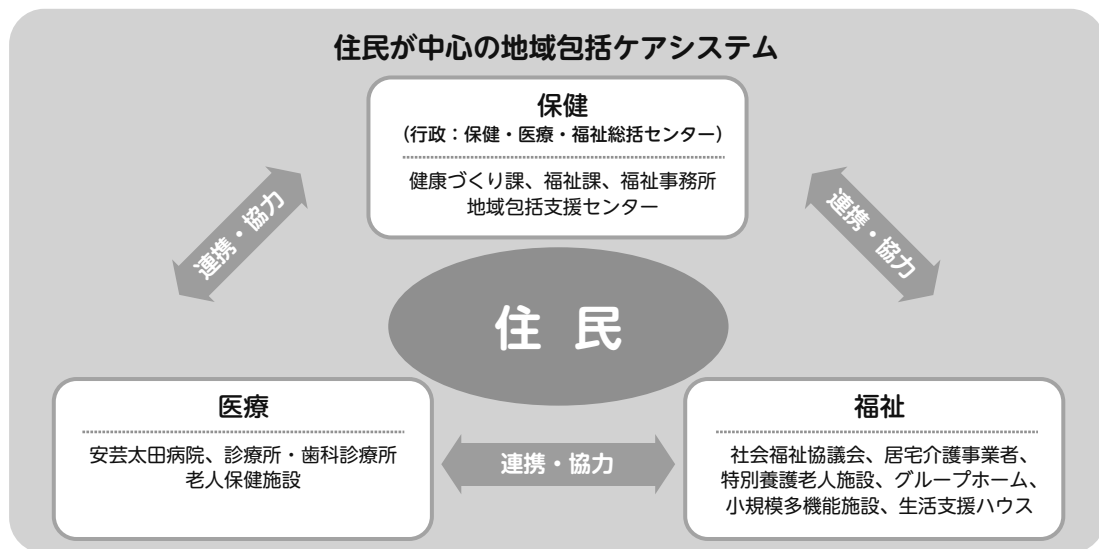 住民が中心の地域包括ケアシステム
保健
(行政：保健・医療・福祉総括センター)
健康づくり課、福祉課、福祉事務所
地域包括支援センター
連携・協力
連携・協力
住 民
医療
安芸太田病院、診療所・歯科診療所
老人保健施設
連携・協力
福祉
社会福祉協議会、居宅介護事業者、
特別養護老人施設、グループホーム、
小規模多機能施設、生活支援ハウス